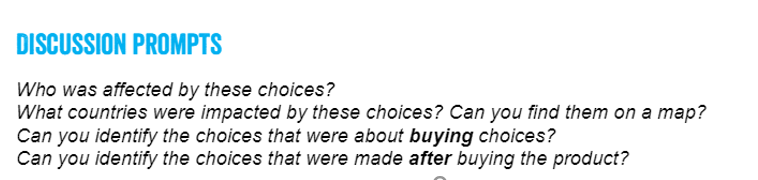 DISCUSSION PROMPTS
Who was affected by these choices?
What countries were impacted by these choices? Can you find them on a map?
Can you identify the choices that were about buying choices?
Can you identify the choices that were made after buying the product?